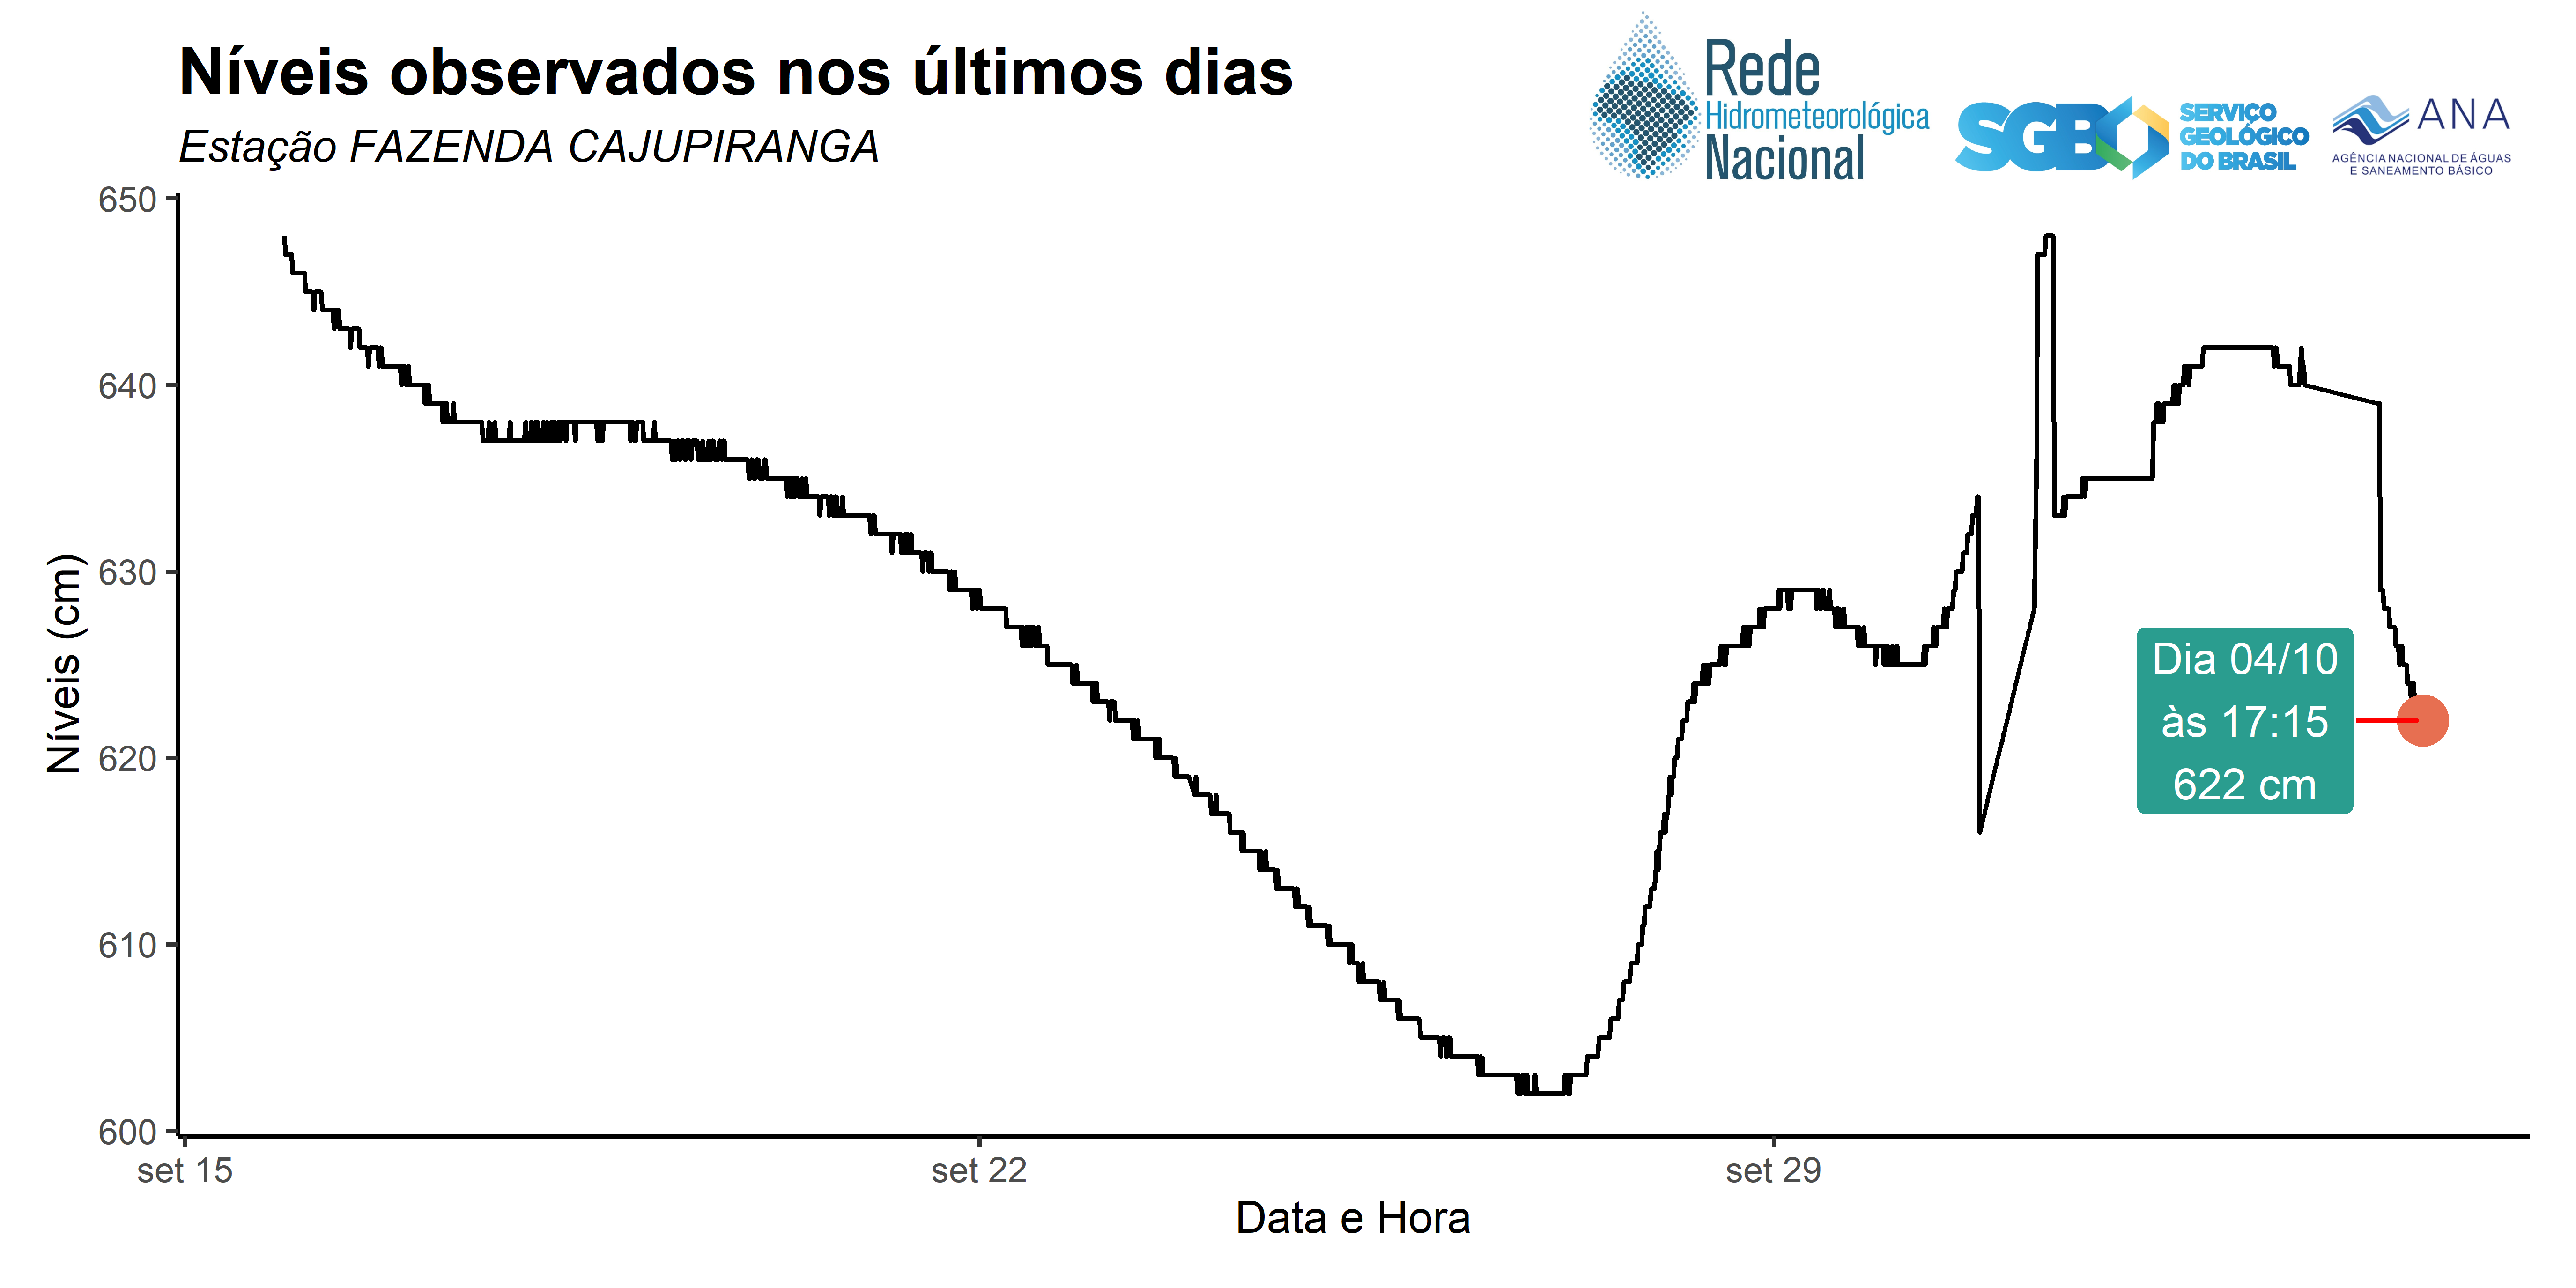 Níveis observados nos últimos dias
Estação FAZENDA CAJUPIRANGA
Rede
Hidrometeorológica
Nacional
SGB
SERVIÇO
GEOLÓGICO
DO BRASIL
ANA
AGÊNCIA NACIONAL DE ÁGUAS
E SANEAMENTO BÁSICO
Níveis (cm)
650
640
630
620
610
600
Dia 04/10
às 17:15
622 cm
set 15
set 22
set 29
Data e Hora